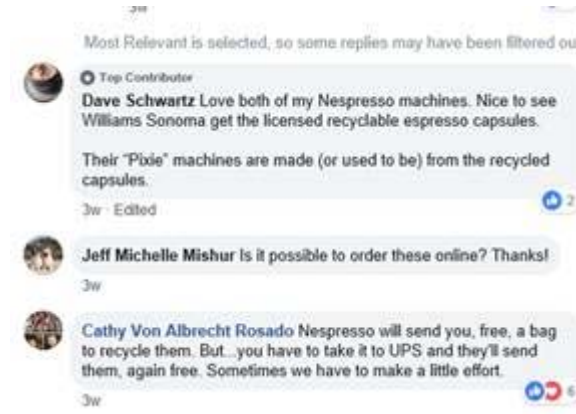 3w
Most Relevant is selected, so some replies may have been filtered ou
Top Contributor
Dave Schwartz Love both of my Nespresso machines. Nice to see
Williams Sonoma get the licensed recyclable espresso capsules.
Their "Pixie" machines are made (or used to be) from the recycled
capsules.
2
3w · Edited
Jeff Michelle Mishur Is it possible to order these online? Thanks!
3w
Cathy Von Albrecht Rosado Nespresso will send you, free, a bag
to recycle them. But...you have to take it to UPS and they'll send
them, again free. Sometimes we have to make a little effort.
6
3w